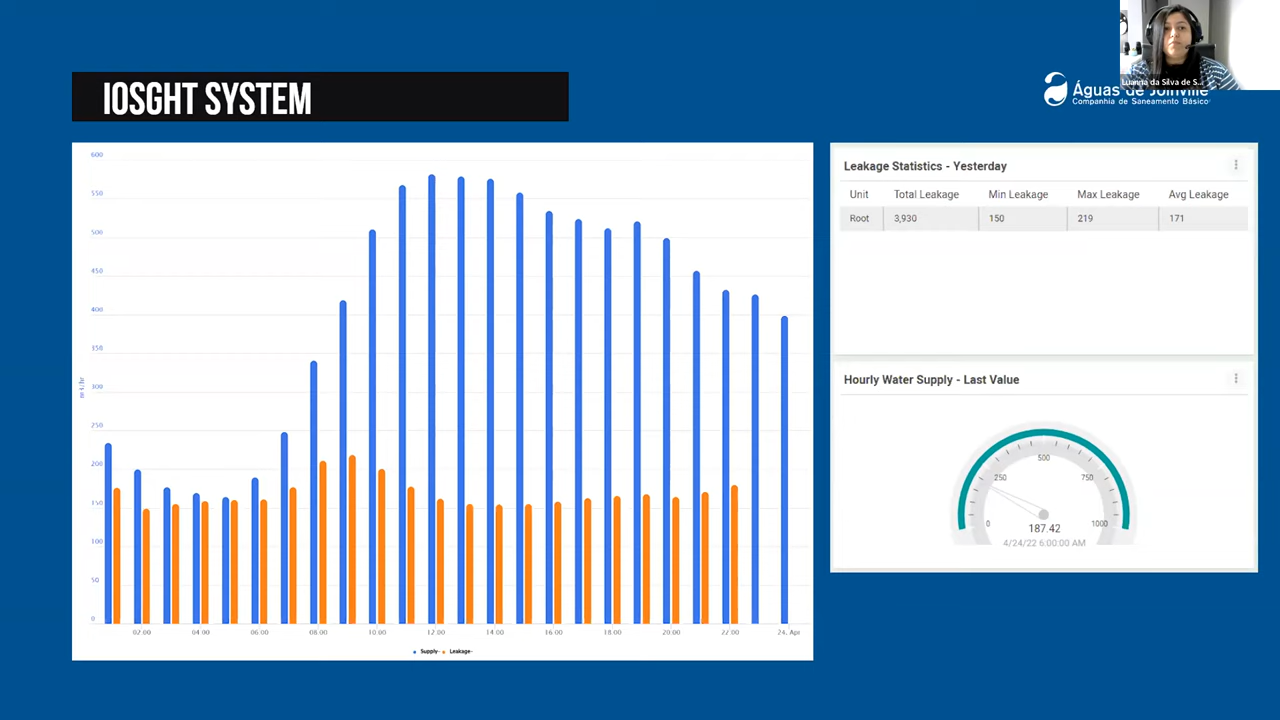 Luanna da Silva de S...
IOSGHT SYSTEM
Águas de Joinville
Companhia de Saneamento Básico
600
550
500
450
400
350
300
250
200
150
100
50
0
02:00
04:00
06:00
08:00
10:00
12:00
14:00
16:00
18:00
20:00
22:00
24. Apr
Supply-
Leakage-
Leakage Statistics - Yesterday
Unit Total Leakage Min Leakage Max Leakage Avg Leakage
Root 3,930 150 219 171
Hourly Water Supply - Last Value
500
250 750
0 1000
187.42
4/24/22 6:00:00 AM